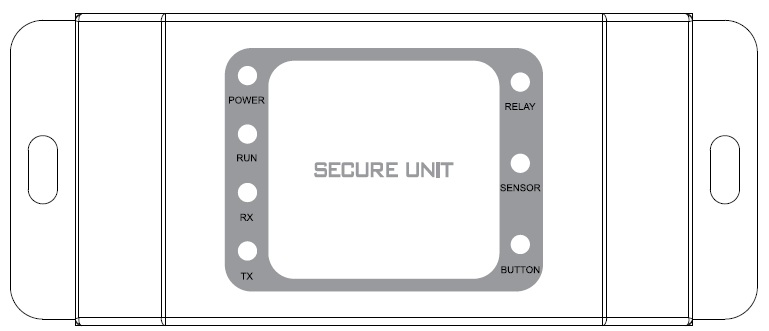 POWER
RUN
RX
TX
SECURE UNIT
RELAY
SENSOR
BUTTON